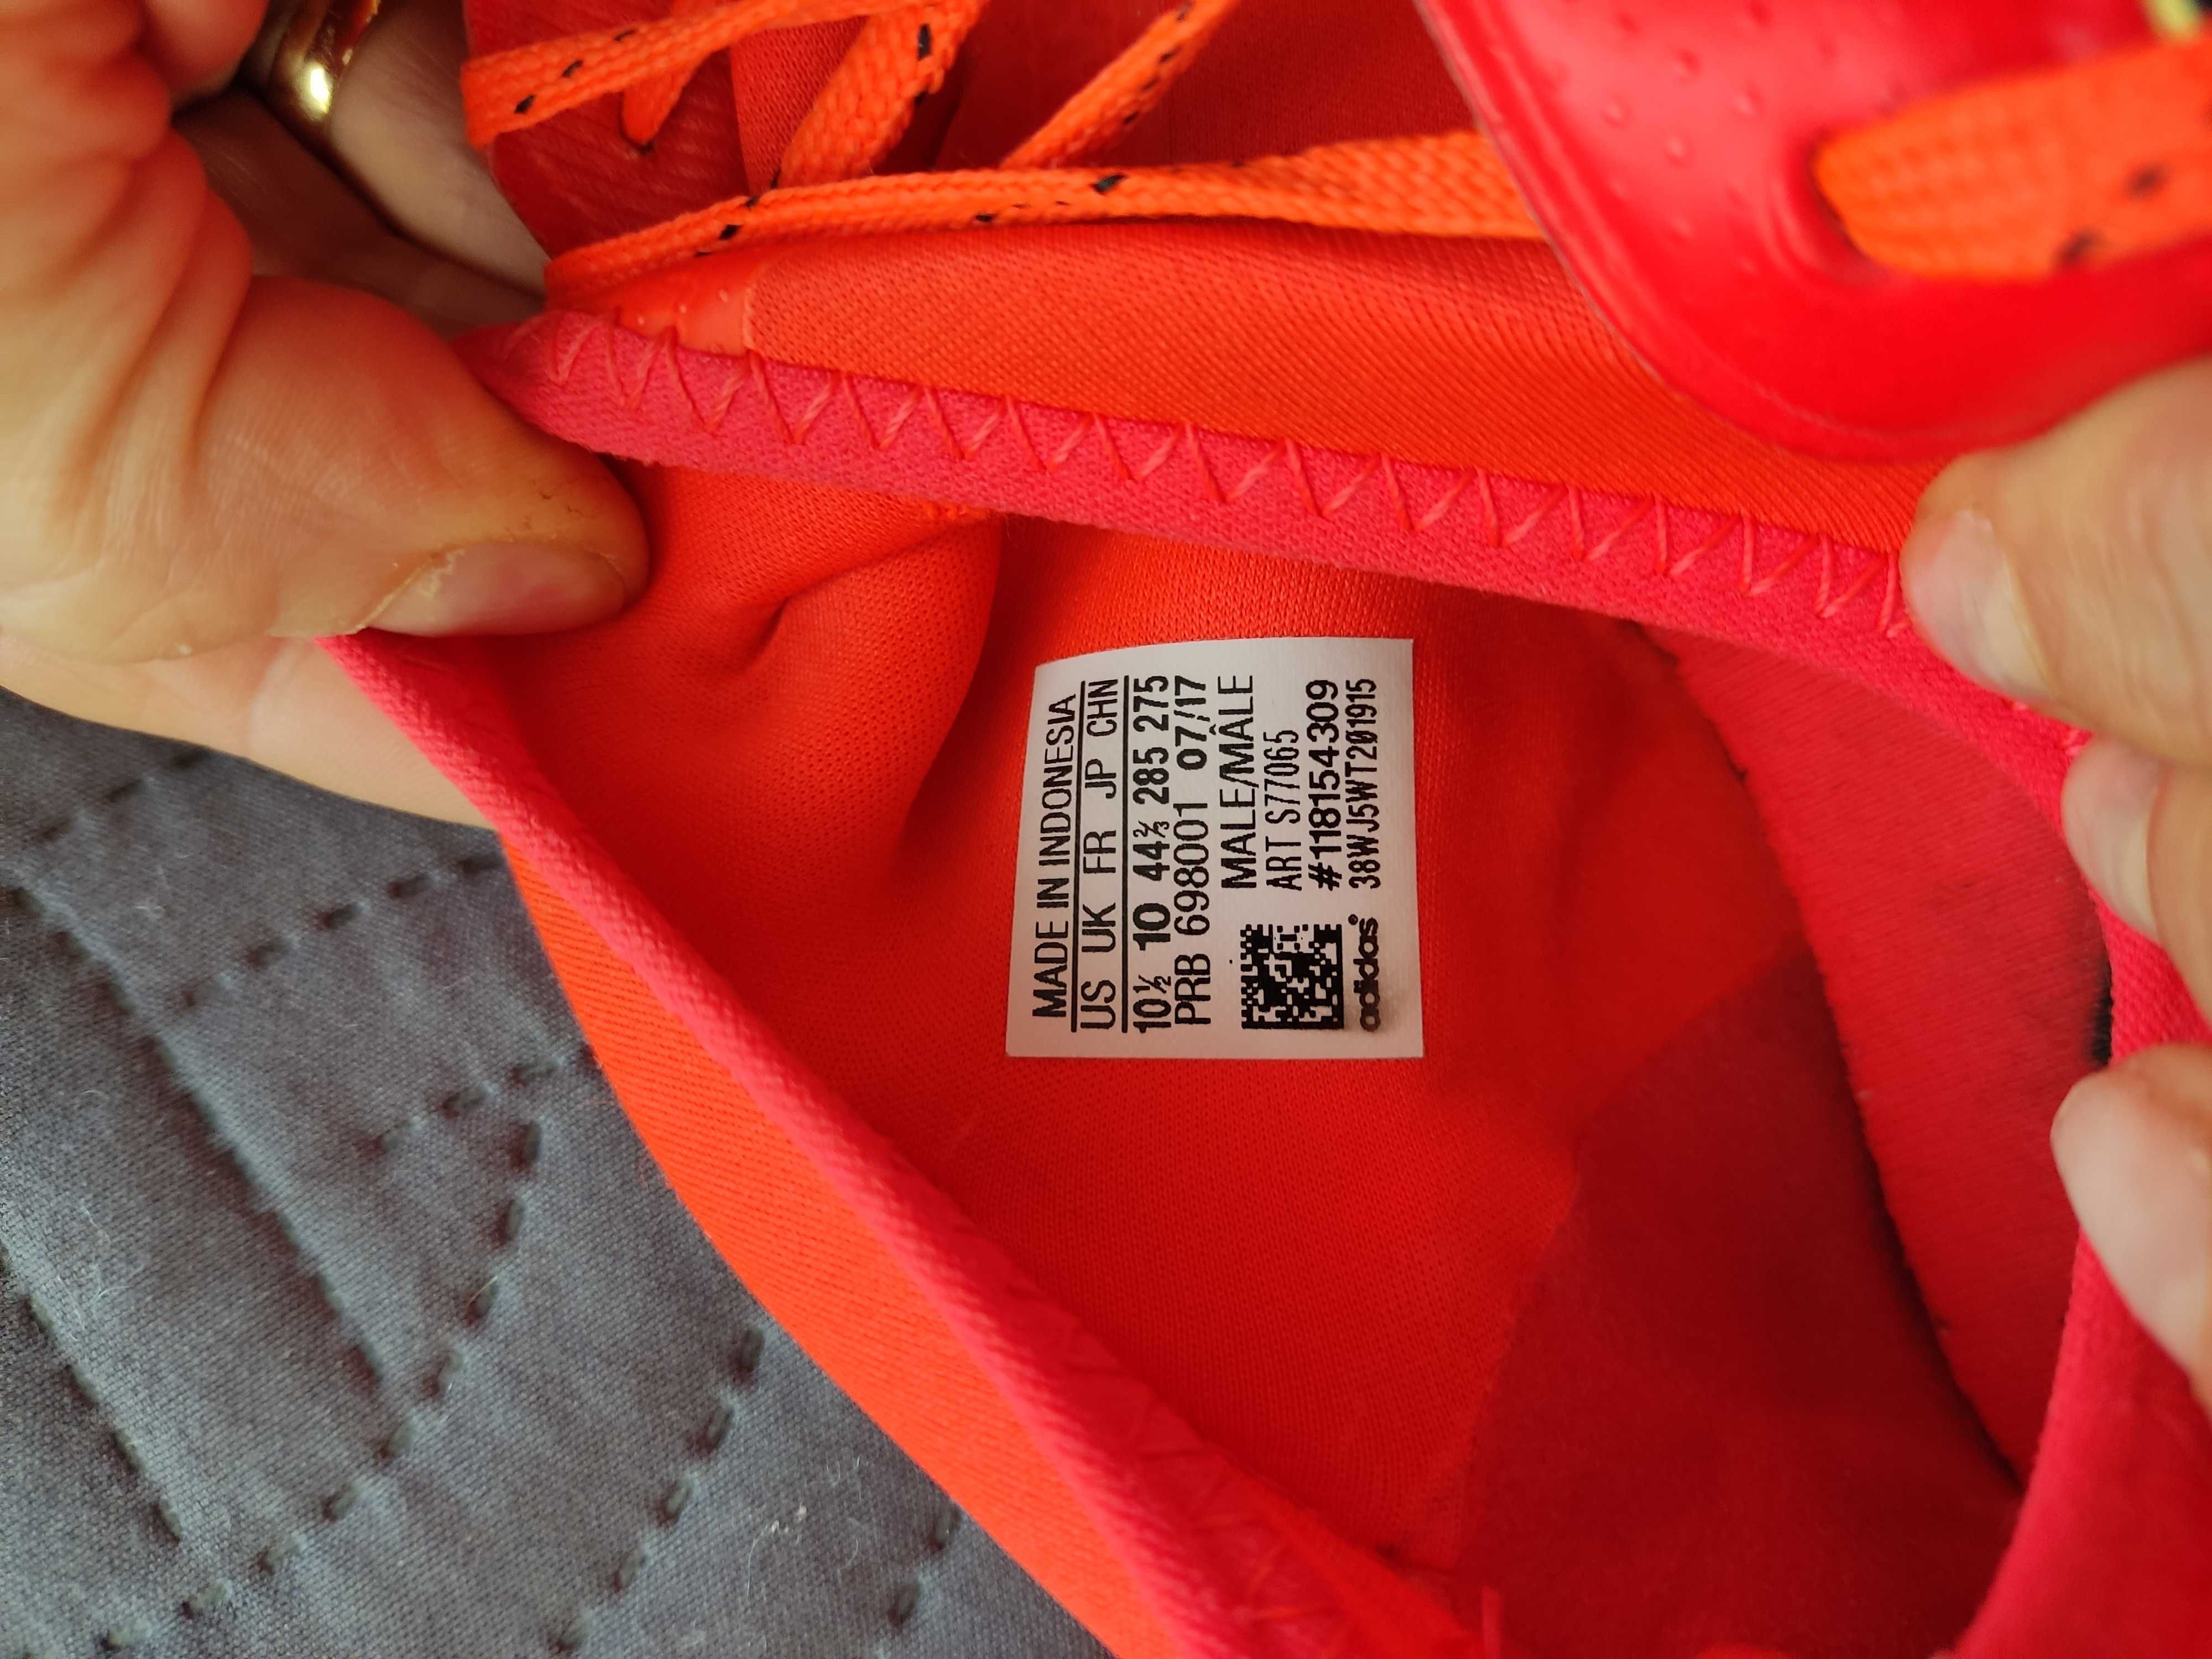 MADE IN INDONESIA
US UK FR JP CHN
10½ 10 44⅔ 285 275
PRB 698001 07/17
MALE/MÂLE
ART S77065
#118154309
adidas® 38WJ5WT201915